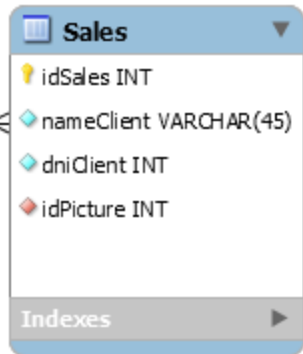 Sales
idSales INT
nameClient VARCHAR(45)
dniClient INT
idPicture INT
Indexes